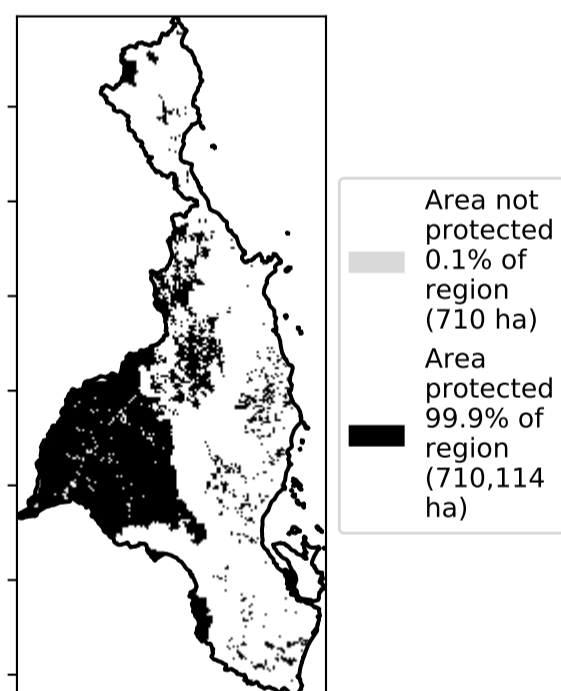 Area not
protected
0.1% of
region
(710 ha)
Area
protected
99.9% of
region
(710,114
ha)